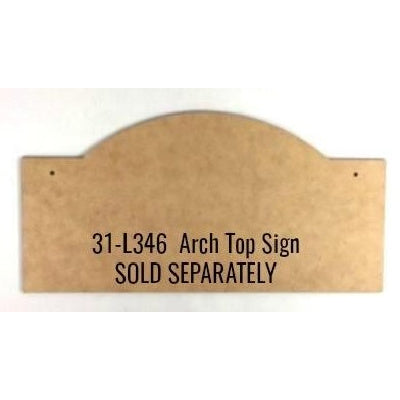 31-L346 Arch Top Sign
SOLD SEPARATELY